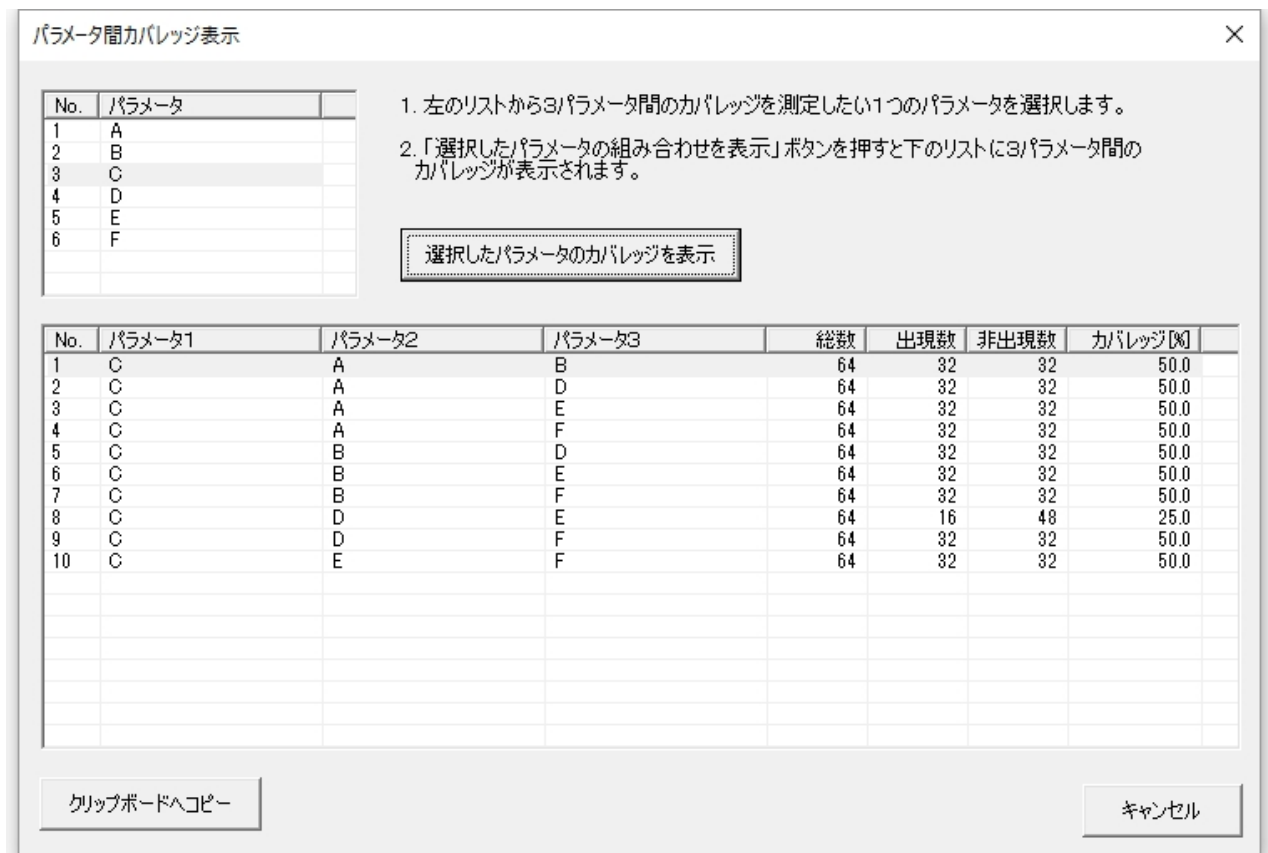 パラメータ間カバレッジ表示
No. パラメータ
1 A
2 B
3 C
4 D
5 E
6 F
1. 左のリストから3パラメータ間のカバレッジを測定したい1つのパラメータを選択します。
2.「選択したパラメータの組み合わせを表示」ボタンを押すと下のリストに3パラメータ間の
カバレッジが表示されます。
選択したパラメータのカバレッジを表示
No. パラメータ1 パラメータ2 パラメータ3 総数 出現数 非出現数 カバレッジ[%]
1 C A B 64 32 32 50.0
2 C A D 64 32 32 50.0
3 C A E 64 32 32 50.0
4 C A F 64 32 32 50.0
5 C B D 64 32 32 50.0
6 C B E 64 32 32 50.0
7 C B F 64 32 32 50.0
8 C D E 64 16 48 25.0
9 C D F 64 32 32 50.0
10 C E F 64 32 32 50.0
クリップボードへコピー
キャンセル